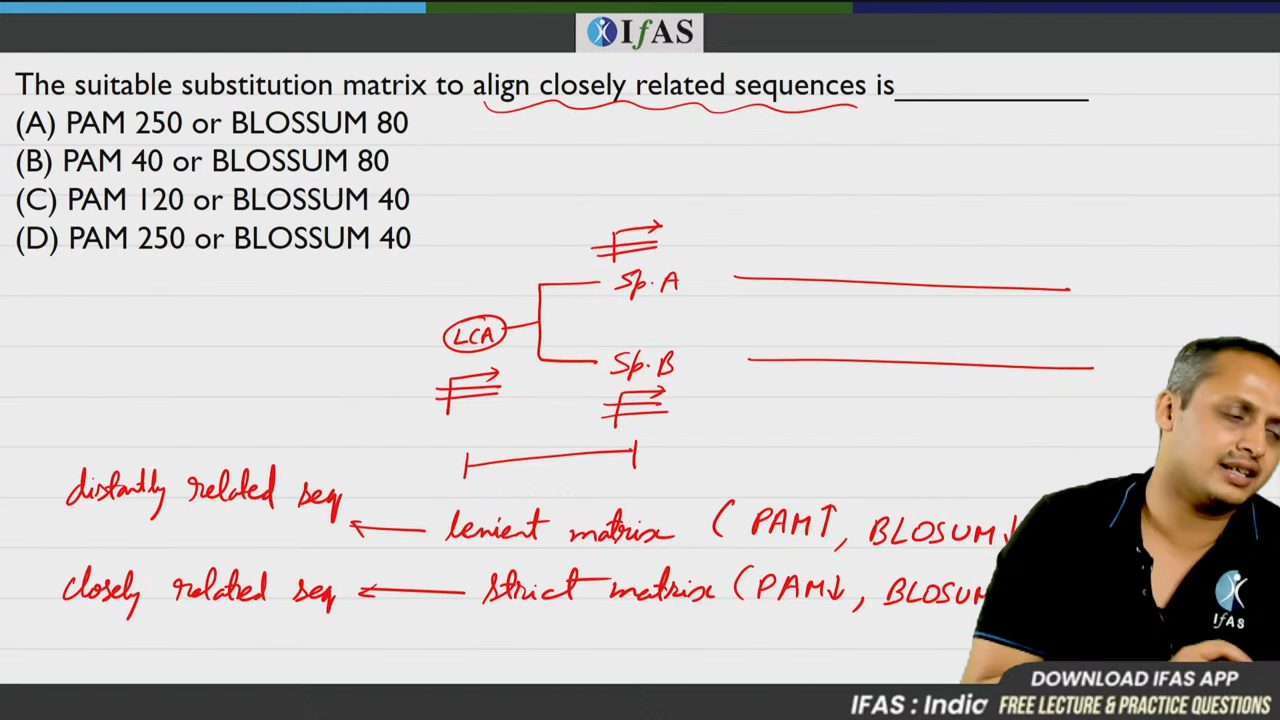 IfAS
The suitable substitution matrix to align closely related sequences is____________
(A) PAM 250 or BLOSSUM 80
(B) PAM 40 or BLOSSUM 80
(C) PAM 120 or BLOSSUM 40
(D) PAM 250 or BLOSSUM 40
Sp. A
LCA
Sp. B
distantly related seq
lenient matrix ( PAM↑, BLOSUM↓
closely related seq ← strict matrix (PAM↓, BLOSUM
IfAS
DOWNLOAD IFAS APP
IFAS : India FREE LECTURE & PRACTICE QUESTIONS